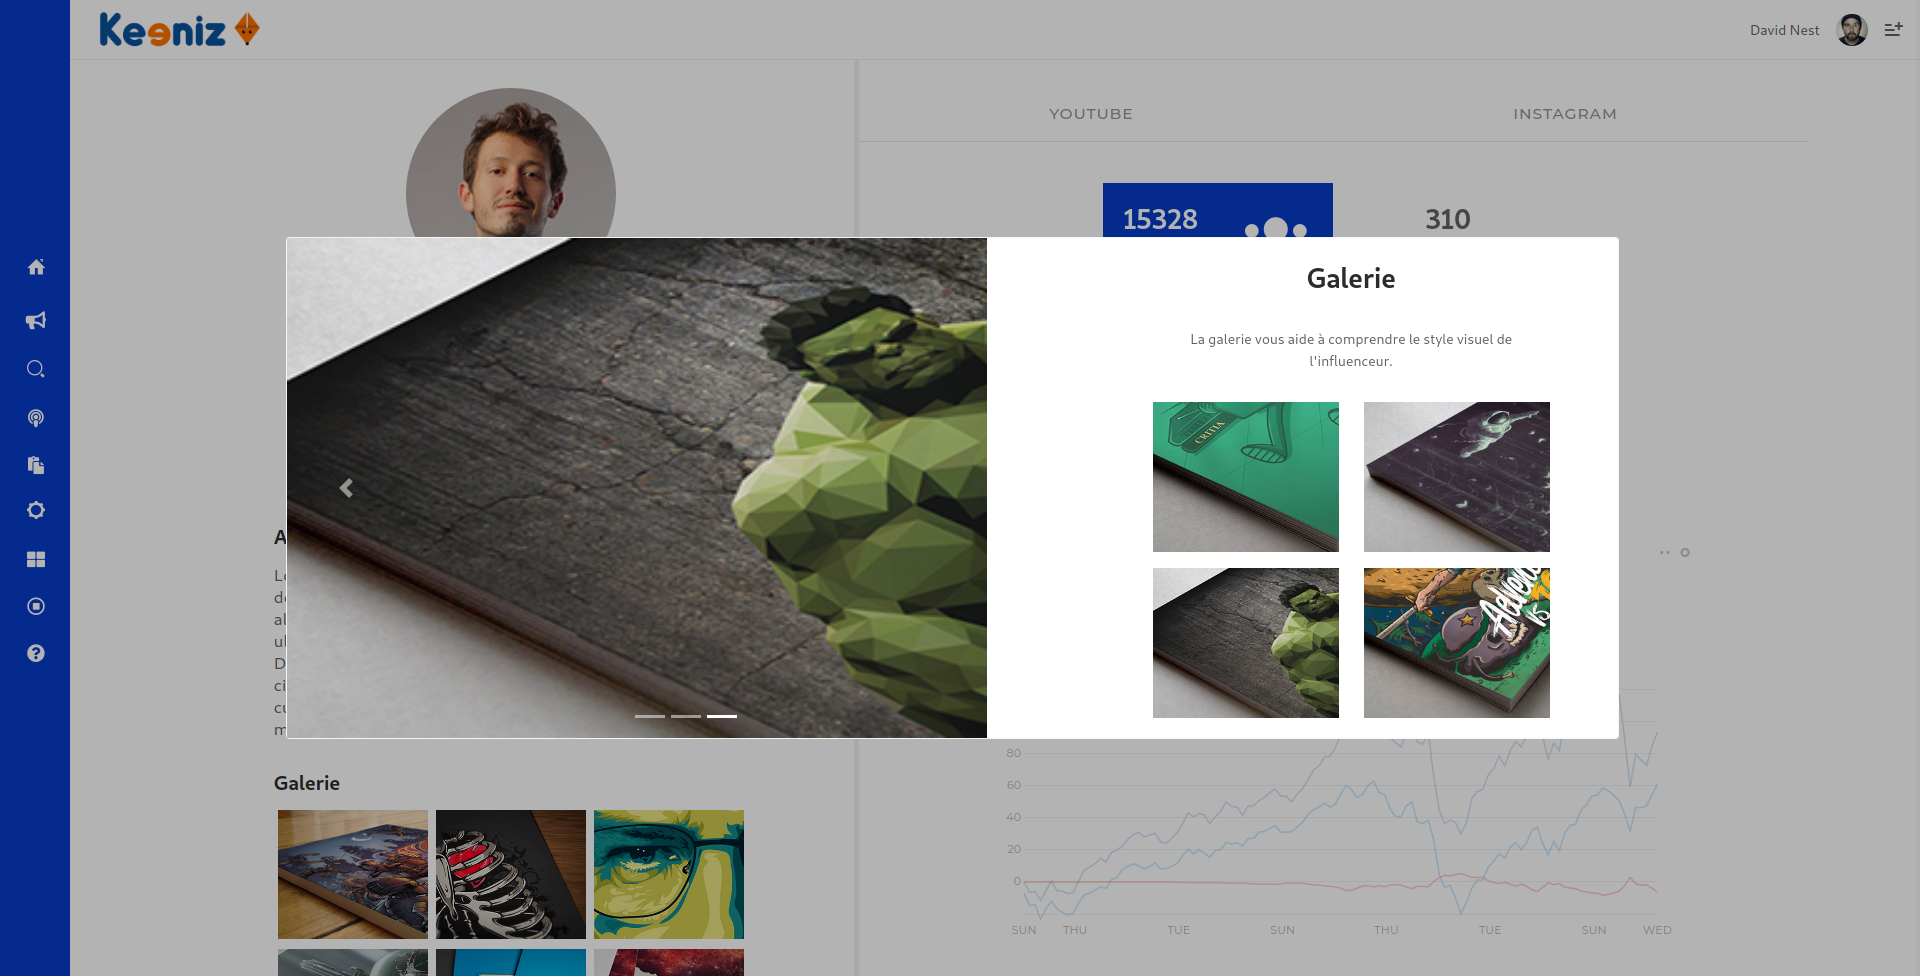 Keeniz
David Nest
YOUTUBE
INSTAGRAM
15328
310
Galerie
La galerie vous aide à comprendre le style visuel de
l'influenceur.
CRITIA
80
60
40
20
0
SUN THU TUE SUN THU TUE SUN WED
Galerie